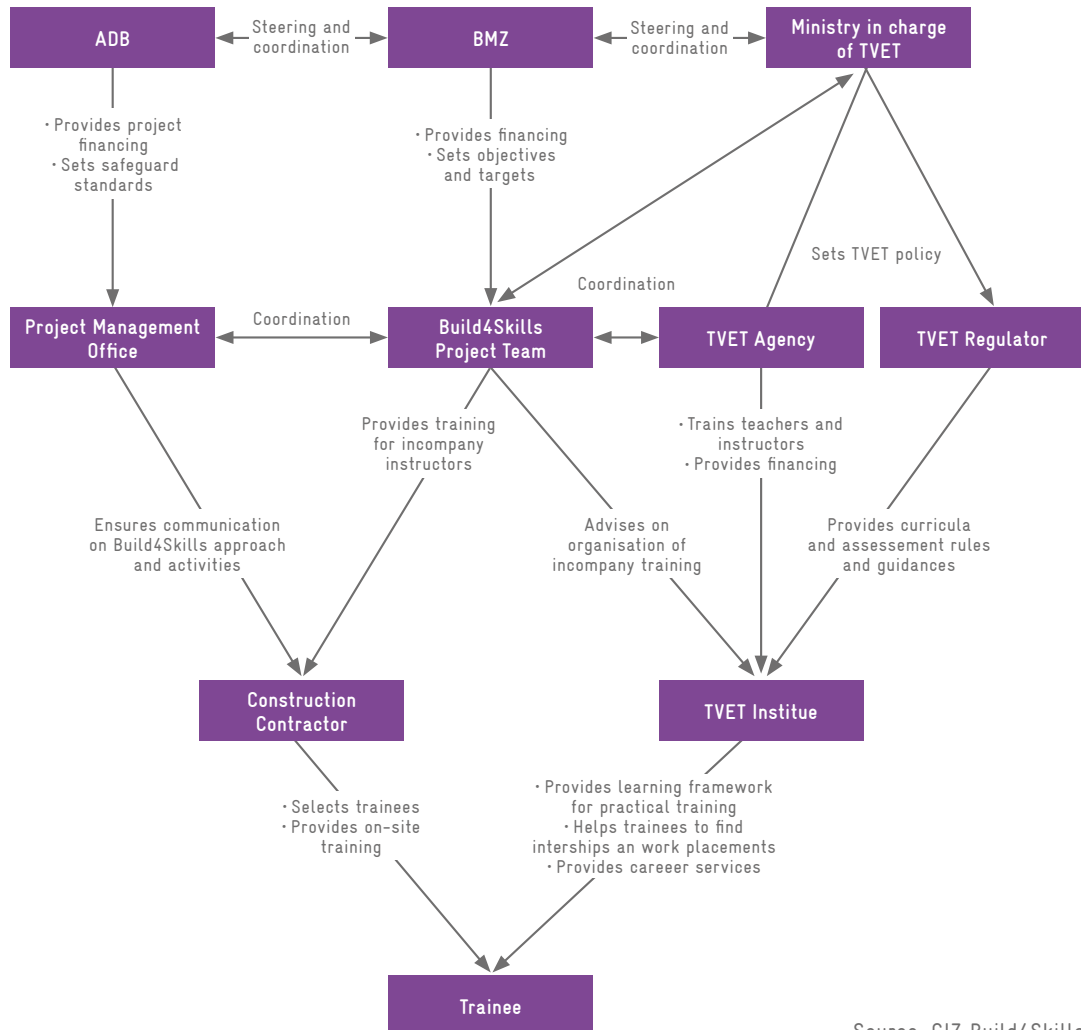 ADB
Steering and
coordination
BMZ
Steering and
coordination
Ministry in charge
of TVET
· Provides project
financing
· Sets safeguard
standards
· Provides financing
· Sets objectives
and targets
Sets TVET policy
Coordination
Project Management
Office
Coordination
Build4Skills
Project Team
TVET Agency
TVET Regulator
Provides training
for incompany
instructors
· Trains teachers and
instructors
· Provides financing
Ensures communication
on Build4Skills approach
and activities
Advises on
organisation of
incompany training
Provides curricula
and assessement rules
and guidances
Construction
Contractor
TVET Institue
· Selects trainees
· Provides on-site
training
· Provides learning framework
for practical training
· Helps trainees to find
interships an work placements
· Provides careeer services
Trainee